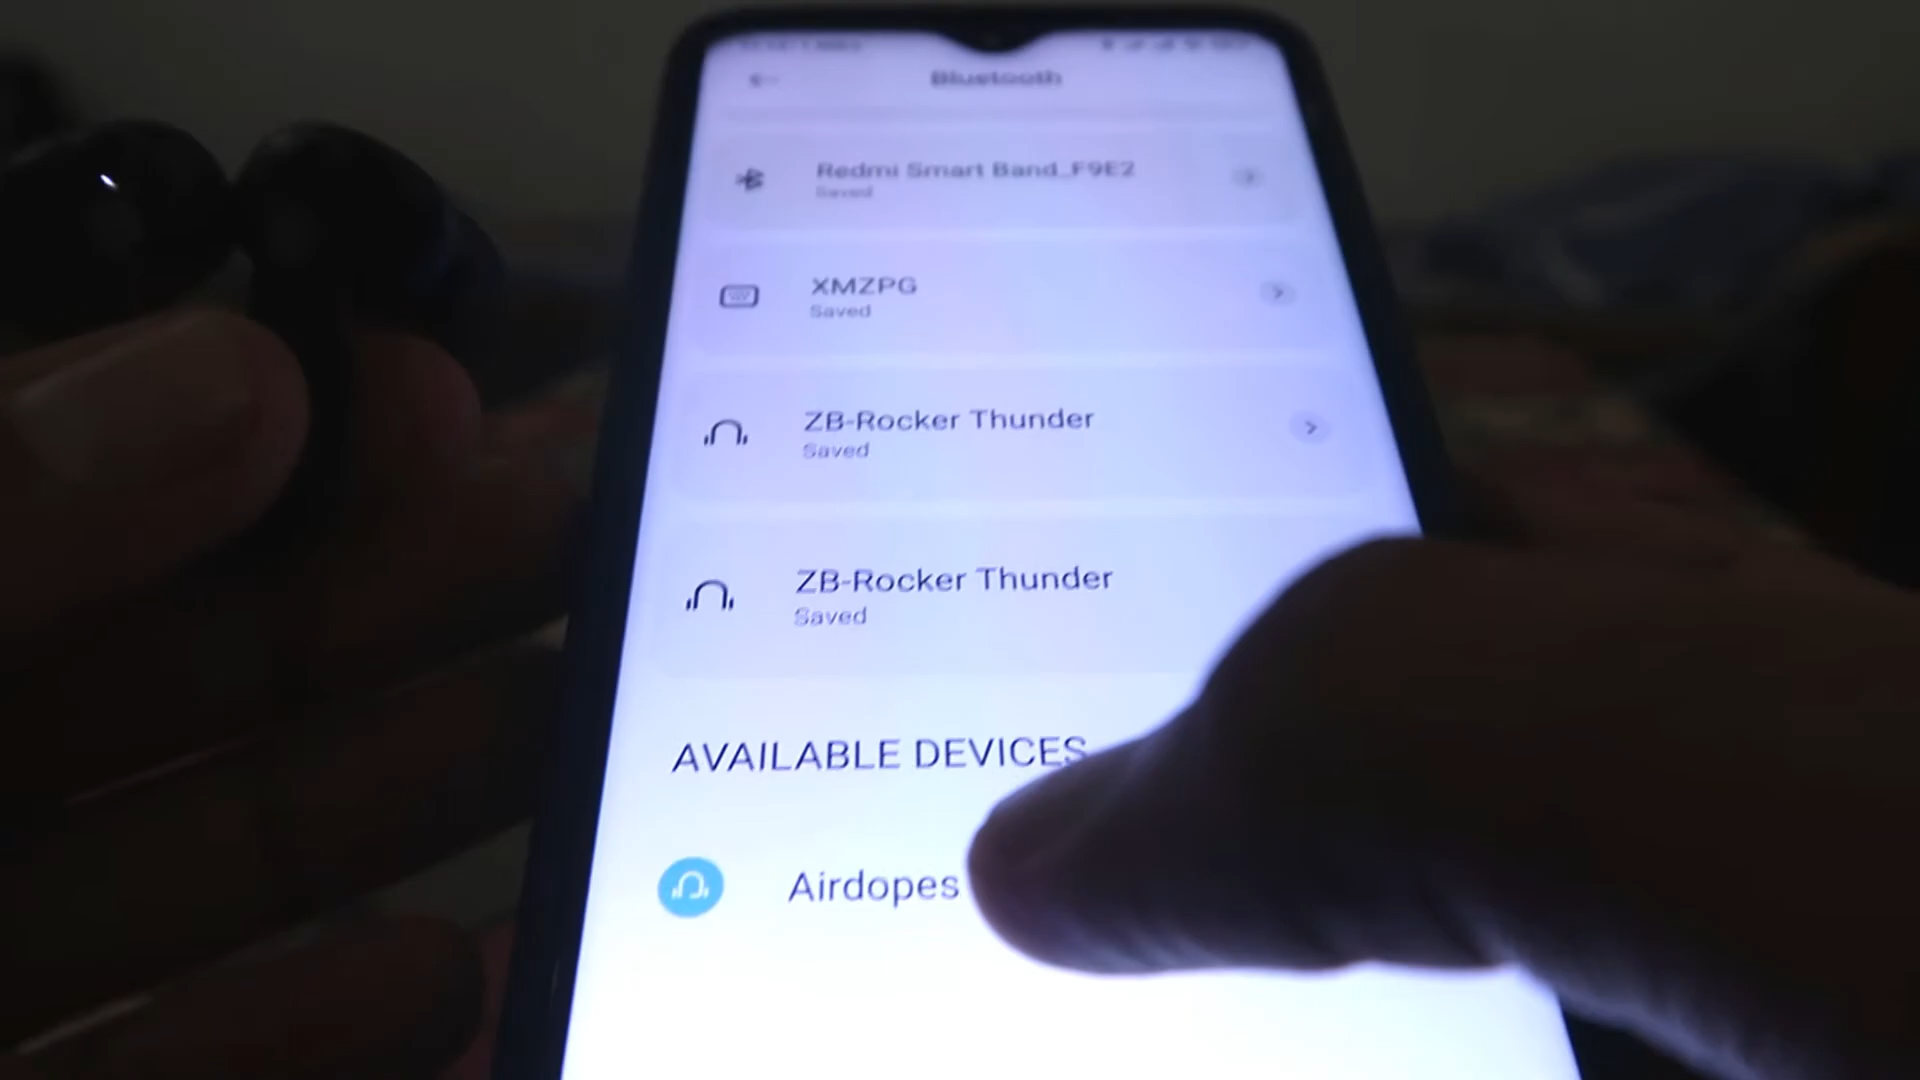 Bluetooth
Redmi Smart Band_F9E2
Saved
XMZPG
Saved
ZB-Rocker Thunder
Saved
ZB-Rocker Thunder
Saved
AVAILABLE DEVICES
Airdopes